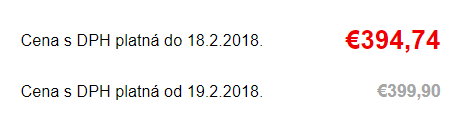 Cena s DPH platná do 18.2.2018. €394,74
Cena s DPH platná od 19.2.2018. €399,90